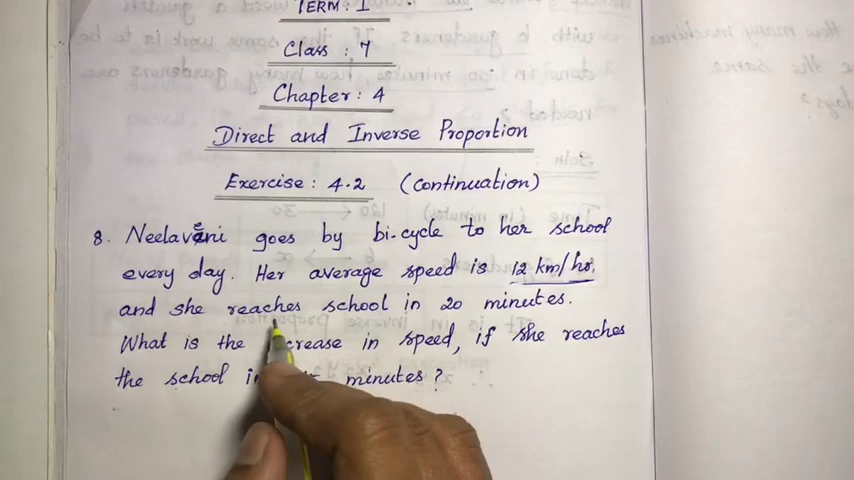 TERM : I
Class : 7
Chapter : 4
Direct and Inverse Proportion
Exercise : 4.2 (continuation)
8. Neelaveni goes by bi-cycle to her school
every day. Her average speed is 12 km/hr.
and she reaches school in 20 minutes.
What is the increase in speed, if she reaches
the school in minutes?